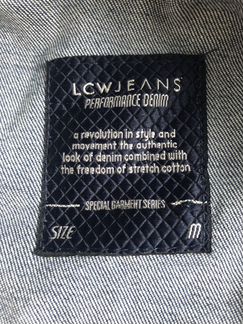 LCWJEANS
PERFORMANCE DENIM
a revolution in style and
movement the authentic
look of denim combined with
the freedom of stretch cotton
SPECIAL GARMENT SERIES
SIZE M